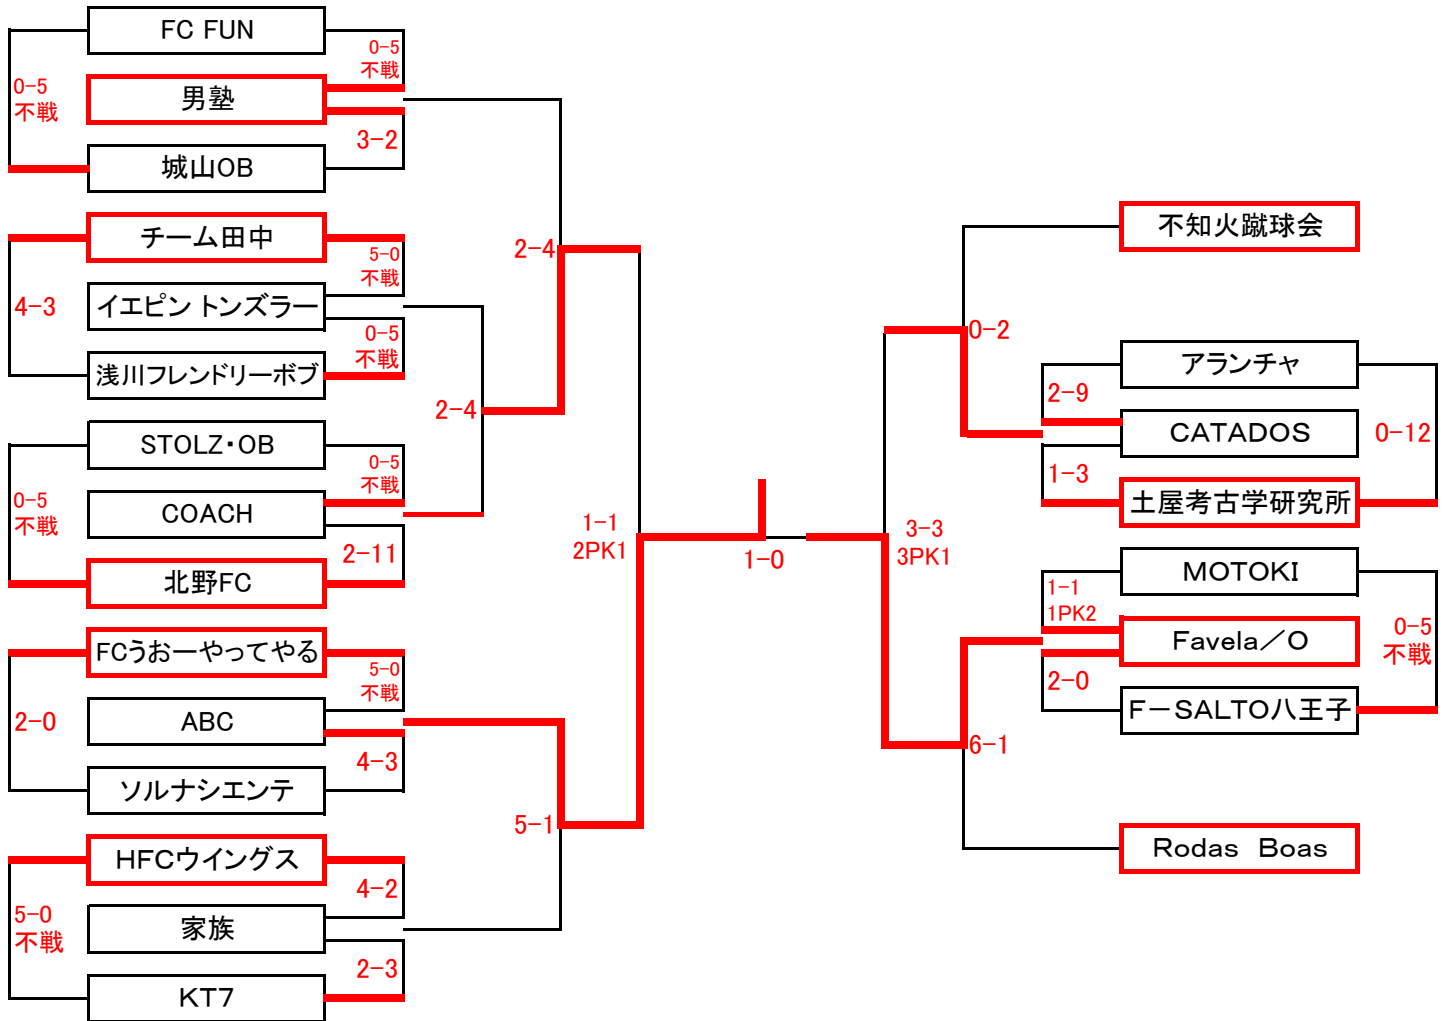 FC FUN
0-5
不戦
0-5
不戦
男塾
3-2
城山OB
チーム田中
5-0
不戦
4-3
イエピン トンズラー
0-5
不戦
浅川フレンドリーボブ
2-4
2-4
STOLZ・OB
0-5
不戦
0-5
不戦
COACH
2-11
北野FC
FCうおーやってやる
5-0
不戦
2-0
ABC
4-3
ソルナシエンテ
5-1
HFCウイングス
4-2
5-0
不戦
家族
2-3
KT7
1-1
2PK1
1-0
3-3
3PK1
不知火蹴球会
0-2
アランチャ
2-9
CATADOS
0-12
1-3
土屋考古学研究所
MOTOKI
1-1
1PK2
Favela／O
0-5
不戦
2-0
F－SALTO八王子
6-1
Rodas Boas